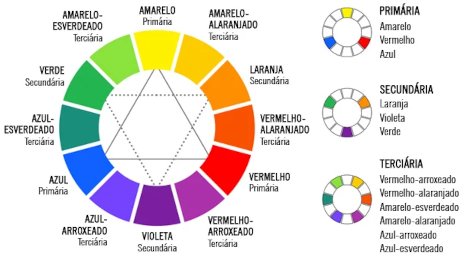 AMARELO
Primária
AMARELO-
ALARANJADO
Terciária
LARANJA
Secundária
VERMELHO-
ALARANJADO
Terciária
VERMELHO
Primária
VERMELHO-
ARROXEADO
Terciária
VIOLETA
Secundária
AZUL-
ARROXEADO
Terciária
AZUL
Primária
AZUL-
ESVERDEADO
Terciária
VERDE
Secundária
AMARELO-
ESVERDEADO
Terciária
PRIMÁRIA
Amarelo
Vermelho
Azul
SECUNDÁRIA
Laranja
Violeta
Verde
TERCIÁRIA
Vermelho-arroxeado
Vermelho-alaranjado
Amarelo-esverdeado
Amarelo-alaranjado
Azul-arroxeado
Azul-esverdeado